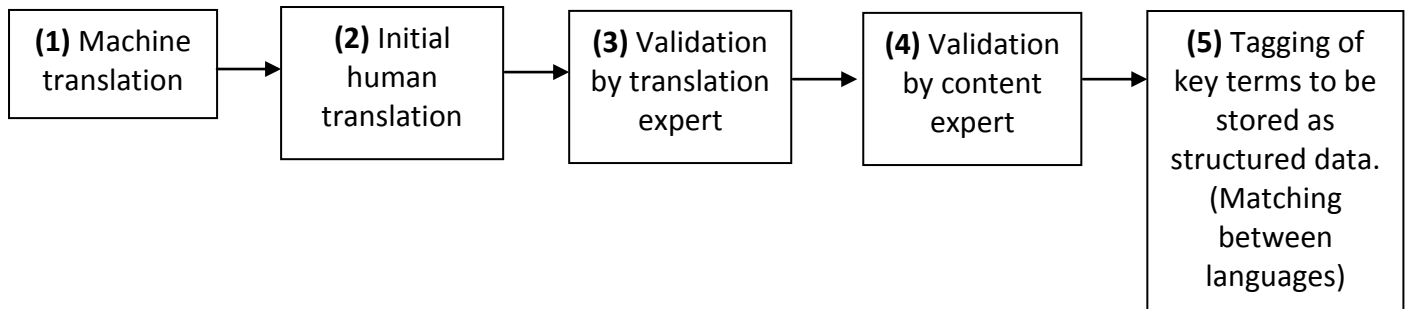 (1) Machine
translation
(2) Initial
human
translation
(3) Validation
by translation
expert
(4) Validation
by content
expert
(5) Tagging of
key terms to be
stored as
structured data.
(Matching
between
languages)